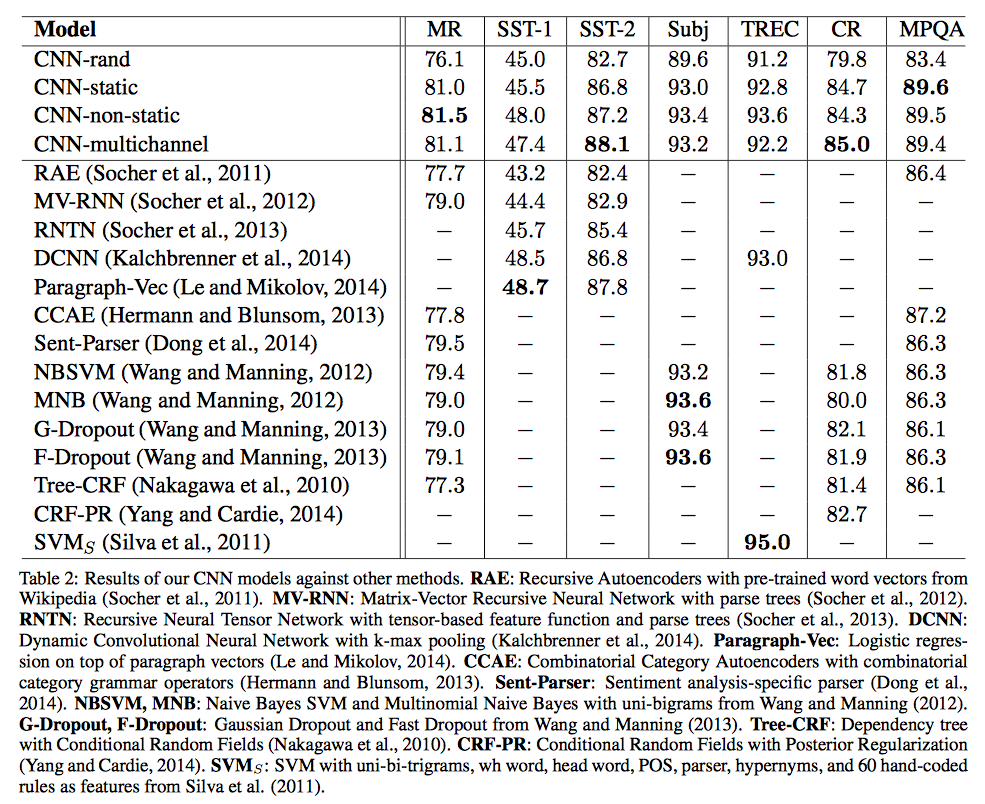 Model MR SST-1 SST-2 Subj TREC CR MPQA
CNN-rand 76.1 45.0 82.7 89.6 91.2 79.8 83.4
CNN-static 81.0 45.5 86.8 93.0 92.8 84.7 89.6
CNN-non-static 81.5 48.0 87.2 93.4 93.6 84.3 89.5
CNN-multichannel 81.1 47.4 88.1 93.2 92.2 85.0 89.4
RAE (Socher et al., 2011) 77.7 43.2 82.4 — — — 86.4
MV-RNN (Socher et al., 2012) 79.0 44.4 82.9 — — — —
RNTN (Socher et al., 2013) — 45.7 85.4 — — — —
DCNN (Kalchbrenner et al., 2014) — 48.5 86.8 — 93.0 — —
Paragraph-Vec (Le and Mikolov, 2014) — 48.7 87.8 — — — —
CCAE (Hermann and Blunsom, 2013) 77.8 — — — — — 87.2
Sent-Parser (Dong et al., 2014) 79.5 — — — — — 86.3
NBSVM (Wang and Manning, 2012) 79.4 — — 93.2 — 81.8 86.3
MNB (Wang and Manning, 2012) 79.0 — — 93.6 — 80.0 86.3
G-Dropout (Wang and Manning, 2013) 79.0 — — 93.4 — 82.1 86.1
F-Dropout (Wang and Manning, 2013) 79.1 — — 93.6 — 81.9 86.3
Tree-CRF (Nakagawa et al., 2010) 77.3 — — — — 81.4 86.1
CRF-PR (Yang and Cardie, 2014) — — — — — 82.7 —
SVMS (Silva et al., 2011) — — — — 95.0 — —
Table 2: Results of our CNN models against other methods. RAE: Recursive Autoencoders with pre-trained word vectors from
Wikipedia (Socher et al., 2011). MV-RNN: Matrix-Vector Recursive Neural Network with parse trees (Socher et al., 2012).
RNTN: Recursive Neural Tensor Network with tensor-based feature function and parse trees (Socher et al., 2013). DCNN:
Dynamic Convolutional Neural Network with k-max pooling (Kalchbrenner et al., 2014). Paragraph-Vec: Logistic regres-
sion on top of paragraph vectors (Le and Mikolov, 2014). CCAE: Combinatorial Category Autoencoders with combinatorial
category grammar operators (Hermann and Blunsom, 2013). Sent-Parser: Sentiment analysis-specific parser (Dong et al.,
2014). NBSVM, MNB: Naive Bayes SVM and Multinomial Naive Bayes with uni-bigrams from Wang and Manning (2012).
G-Dropout, F-Dropout: Gaussian Dropout and Fast Dropout from Wang and Manning (2013). Tree-CRF: Dependency tree
with Conditional Random Fields (Nakagawa et al., 2010). CRF-PR: Conditional Random Fields with Posterior Regularization
(Yang and Cardie, 2014). SVMS: SVM with uni-bi-trigrams, wh word, head word, POS, parser, hypernyms, and 60 hand-coded
rules as features from Silva et al. (2011).